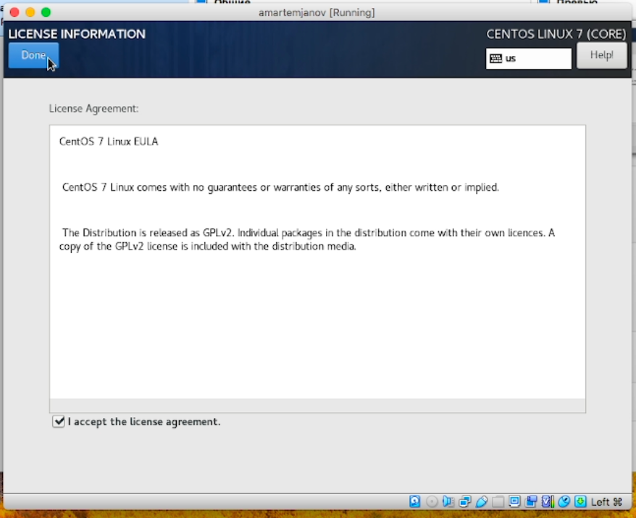 Общие
Превью
amartemjanov [Running]
LICENSE INFORMATION
CENTOS LINUX 7 (CORE)
Done
us
Help!
License Agreement:
CentOS 7 Linux EULA
CentOS 7 Linux comes with no guarantees or warranties of any sorts, either written or implied.
The Distribution is released as GPLv2. Individual packages in the distribution come with their own licences. A
copy of the GPLv2 license is included with the distribution media.
I accept the license agreement.
Left ⌘